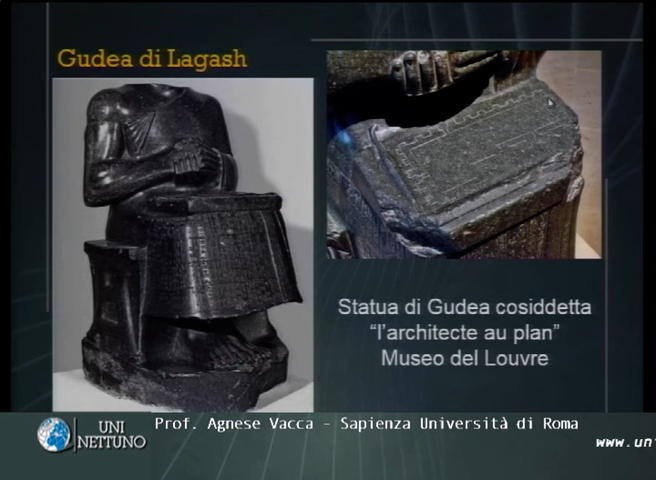 Gudea di Lagash
Statua di Gudea cosiddetta
“l’architecte au plan”
Museo del Louvre
UNI
NETTUNO
Prof. Agnese Vacca – Sapienza Università di Roma
www.un